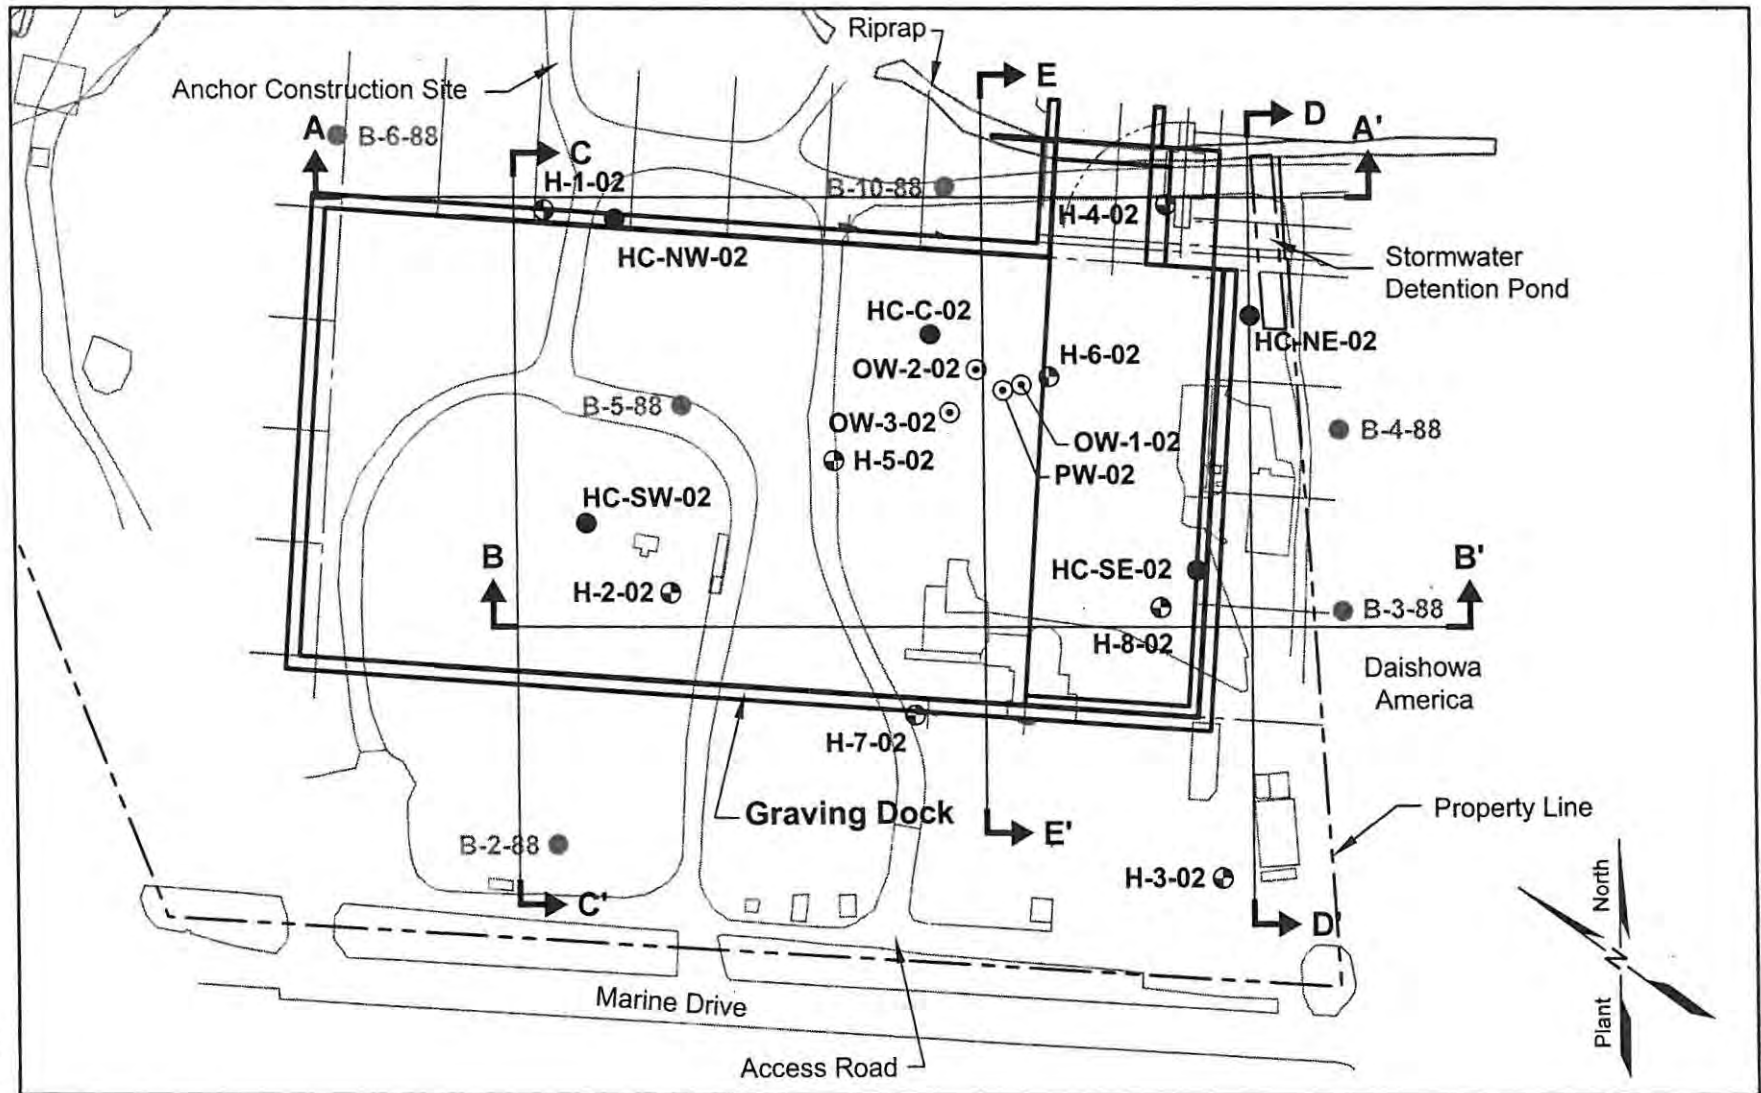 Riprap
E
Anchor Construction Site
D
A
B-6-88
A'
C
H-1-02
B-10-88
H-4-02
HC-NW-02
Stormwater
Detention Pond
HC-C-02
HC-NE-02
H-6-02
OW-2-02
B-5-88
OW-3-02
B-4-88
OW-1-02
H-5-02
PW-02
HC-SW-02
B
B'
HC-SE-02
H-2-02
B-3-88
H-8-02
Daishowa
America
H-7-02
Graving Dock
Property Line
E'
B-2-88
H-3-02
C'
D'
North
N
Plant
Marine Drive
Access Road